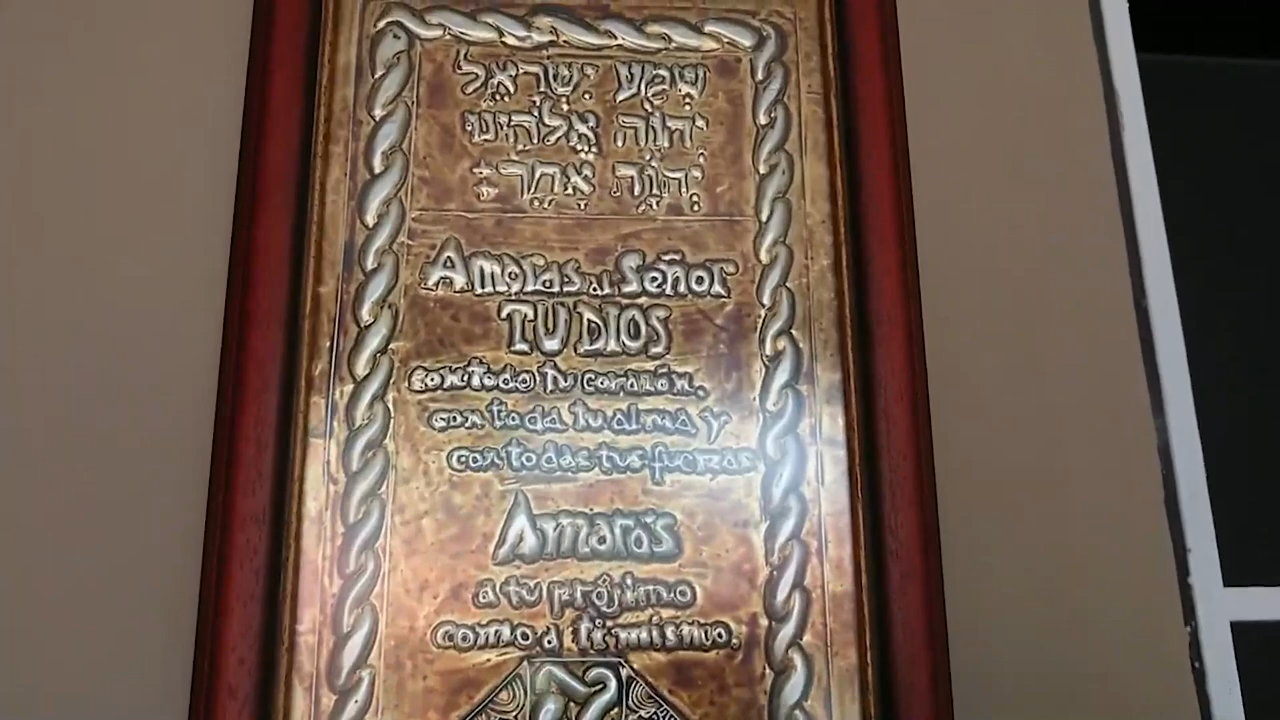 שְׁמַע יִשְׂרָאֵל
יְהוָֹה אֱלֹהֵינוּ
יְהוָֹה אֶחָד׃
Amarás al Señor
TU DIOS
con todo tu corazón,
con toda tu alma y
con todas tus fuerzas
Amarás
a tu prójimo
como a ti mismo.